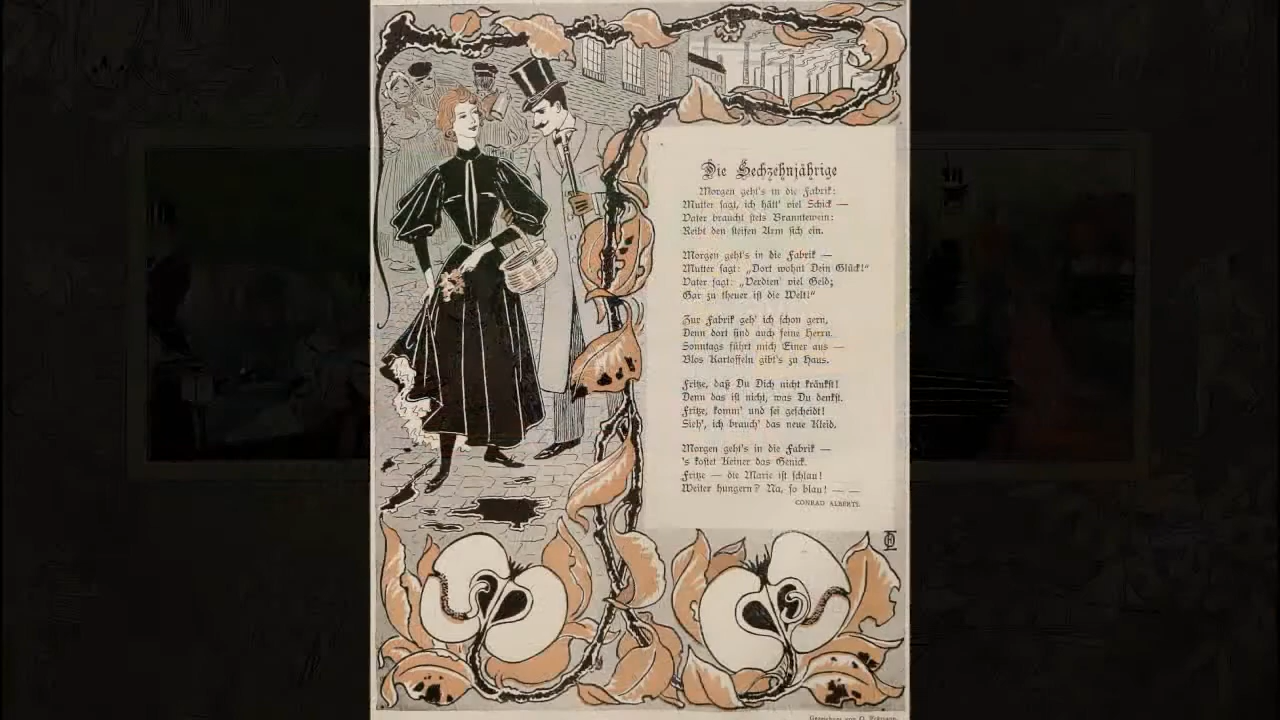 Die Sechzehnjährige
Morgen geht's in die Fabrik:
Mutter sagt, ich hätt' viel Schick —
Vater braucht stets Branntewein:
Reibt den steifen Arm sich ein.
Morgen geht's in die Fabrik —
Mutter sagt: „Dort wohnt Dein Glück!“
Vater sagt: „Verdien' viel Geld;
Gar zu theuer ist die Welt!“
Zur Fabrik geh' ich schon gern,
Denn dort sind auch feine Herrn.
Sonntags führt mich Einer aus —
Blos Kartoffeln gibt's zu Haus.
Fritze, daß Du Dich nicht kränkst!
Denn das ist nicht, was Du denkst.
Fritze, komm' und sei gescheidt!
Sieh', ich brauch' das neue Kleid.
Morgen geht's in die Fabrik —
's kostet Keiner das Genick.
Fritze — die Marie ist schlau!
Weiter hungern? Na, so blau! — —
CONRAD ALBERTI.